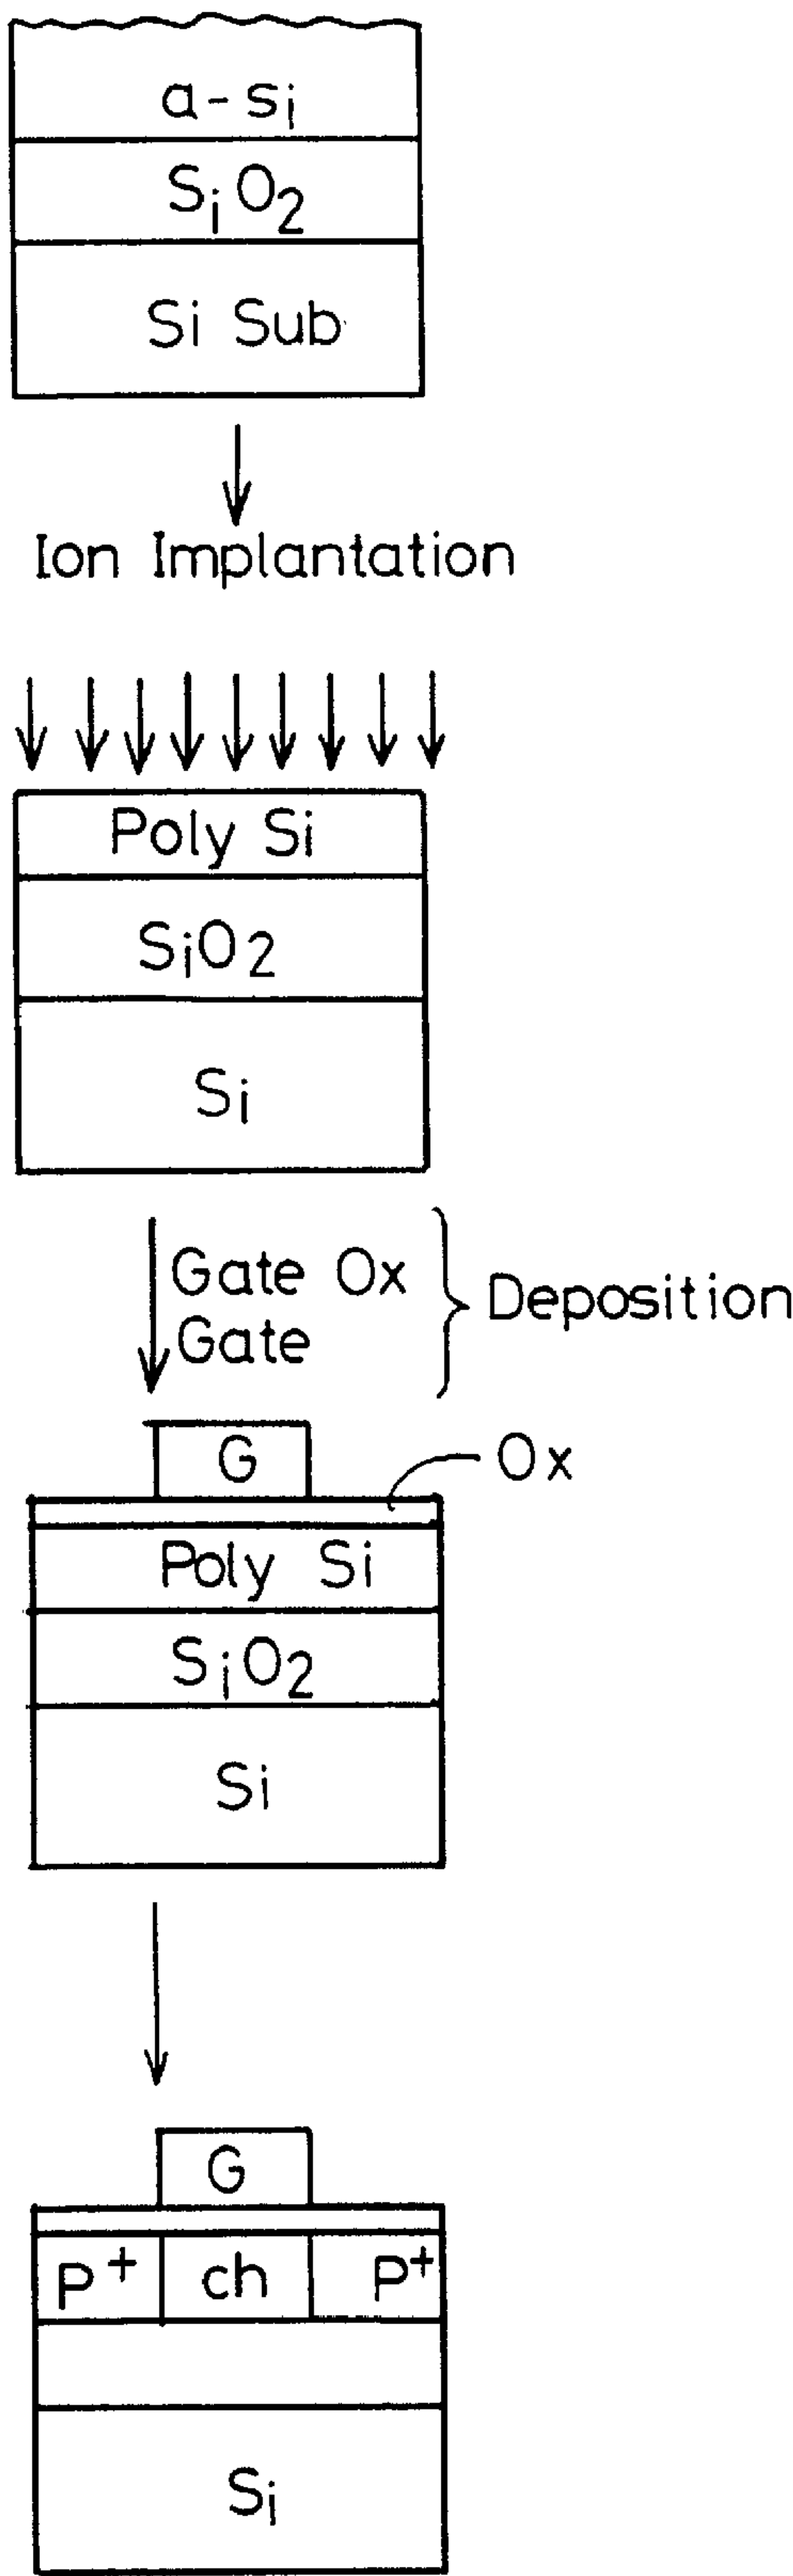 a-si
SiO2
Si Sub
Ion Implantation
Poly Si
SiO2
Si
Gate Ox
Gate
Deposition
G
Ox
Poly Si
SiO2
Si
G
P+ ch P+
Si